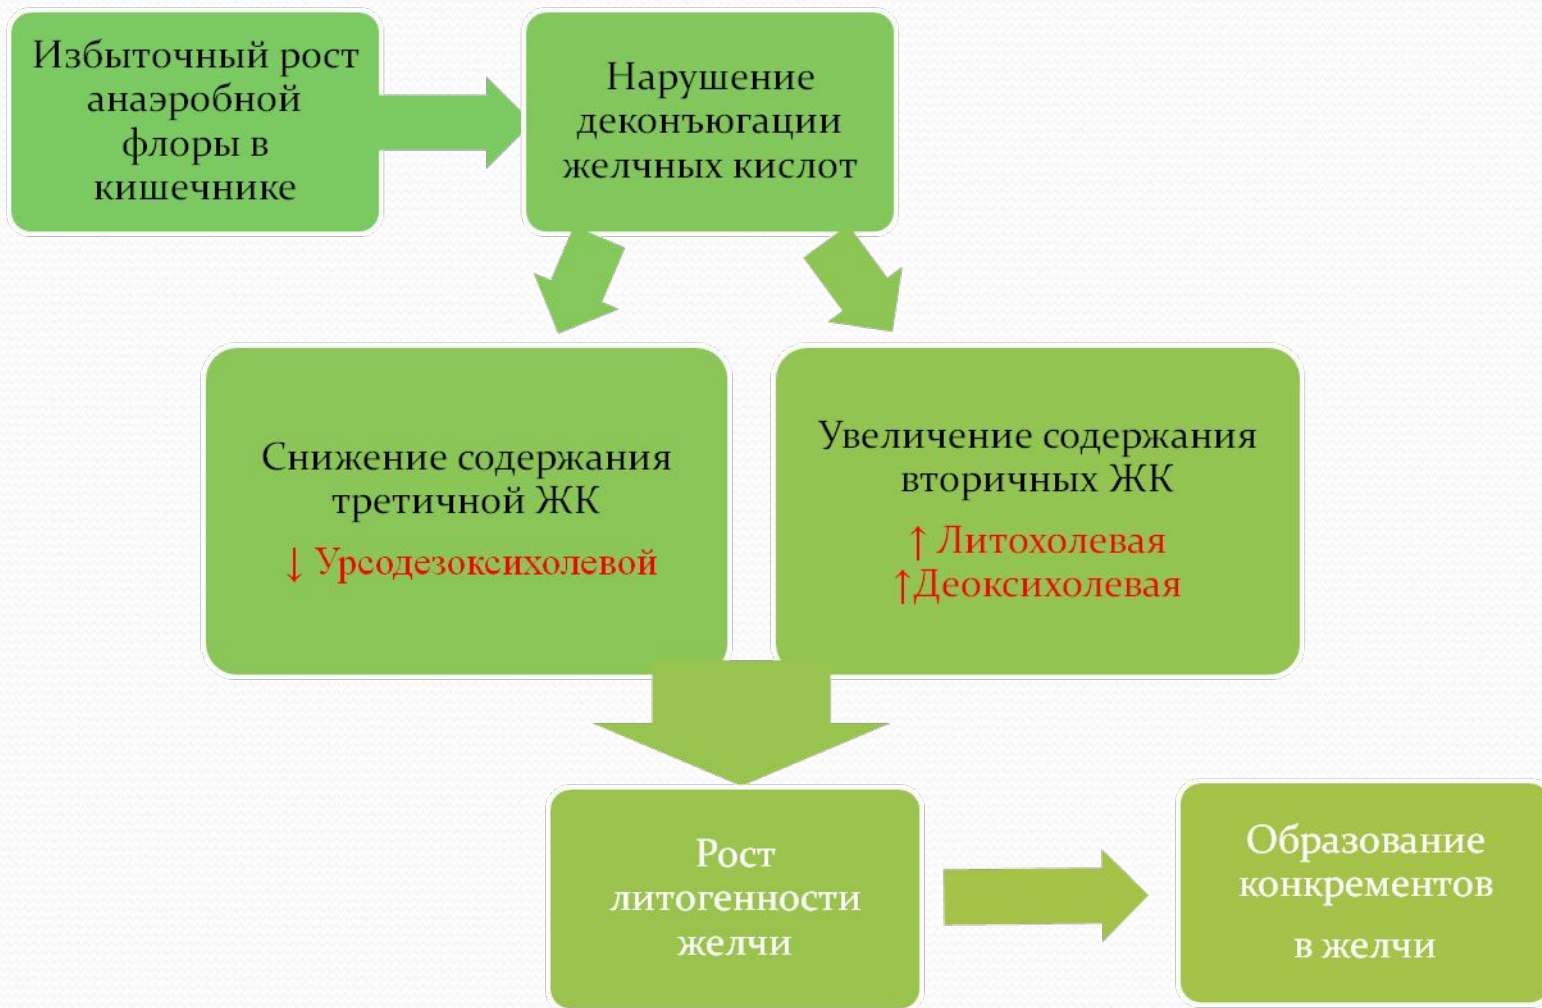 Избыточный рост
анаэробной
флоры в
кишечнике
Нарушение
деконъюгации
желчных кислот
Снижение содержания
третичной ЖК
↓ Урсодезоксихолевой
Увеличение содержания
вторичных ЖК
↑ Литохолевая
↑Деоксихолевая
Рост
литогенности
желчи
Образование
конкрементов
в желчи